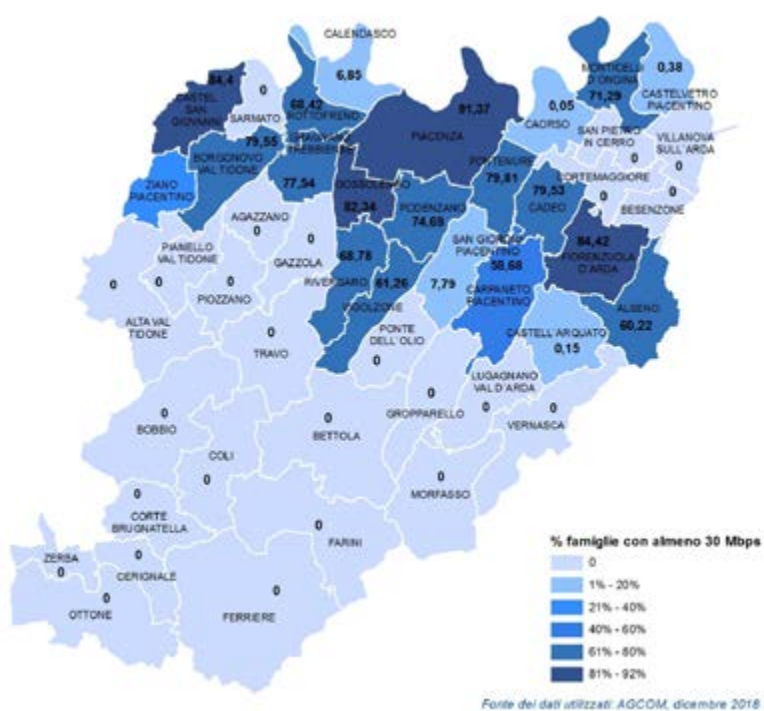 CALENDASCO
6,85
84,4
CASTEL
SAN
GIOVANNI
0
SARMATO
68,42
ROTTOFRENO
MONTICELLI
D'ONGINA
71,29
0,38
CASTELVETRO
PIACENTINO
91,37
PIACENZA
0,05
CAORSO
SAN PIETRO
IN CERRO
0
VILLANOVA
SULL'ARDA
0
79,55
BORGONOVO
VAL TIDONE
GRAGNANO
TREBBIENSE
77,54
GOSSOLENGO
82,34
PONTENURE
79,81
CORTEMAGGIORE
0
0
BESENZONE
79,53
CADEO
ZIANO
PIACENTINO
PODENZANO
74,69
AGAZZANO
0
0
GAZZOLA
PIANELLO
VAL TIDONE
0
0
PIOZZANO
68,78
RIVERGARO
61,26
VIGOLZONE
SAN GIORGIO
PIACENTINO
7,79
58,68
CARPANETO
PIACENTINO
84,42
FIORENZUOLA
D'ARDA
ALSENO
60,22
0
ALTA VAL
TIDONE
0
TRAVO
PONTE
DELL'OLIO
0
CASTELL'ARQUATO
0,15
LUGAGNANO
VAL D'ARDA
0
0
GROPPARELLO
0
VERNASCA
0
BOBBIO
0
BETTOLA
COLI
0
0
MORFASSO
0
CORTE
BRUGNATELLA
0
FARINI
ZERBA
0
0
CERIGNALE
0
OTTONE
0
FERRIERE
% famiglie con almeno 30 Mbps
0
1% - 20%
21% - 40%
40% - 60%
61% - 80%
81% - 92%
Fonte dei dati utilizzati: AGCOM, dicembre 2018